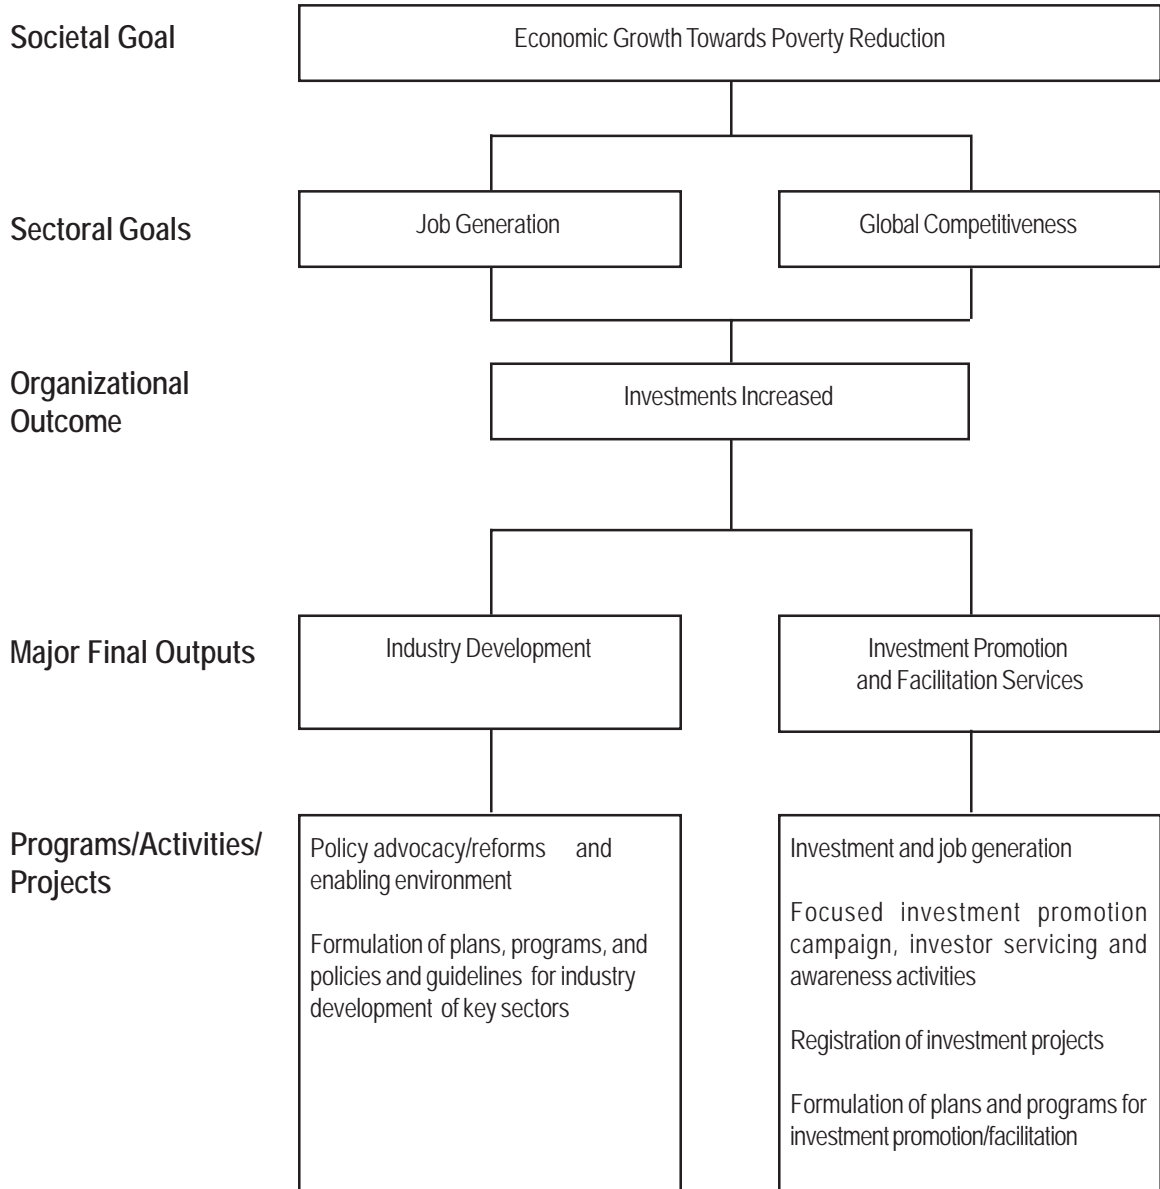 Societal Goal
Economic Growth Towards Poverty Reduction
Sectoral Goals
Job Generation
Global Competitiveness
Organizational
Outcome
Investments Increased
Major Final Outputs
Industry Development
Investment Promotion
and Facilitation Services
Programs/Activities/
Projects
Policy advocacy/reforms and
enabling environment
Formulation of plans, programs, and
policies and guidelines for industry
development of key sectors
Investment and job generation
Focused investment promotion
campaign, investor servicing and
awareness activities
Registration of investment projects
Formulation of plans and programs for
investment promotion/facilitation